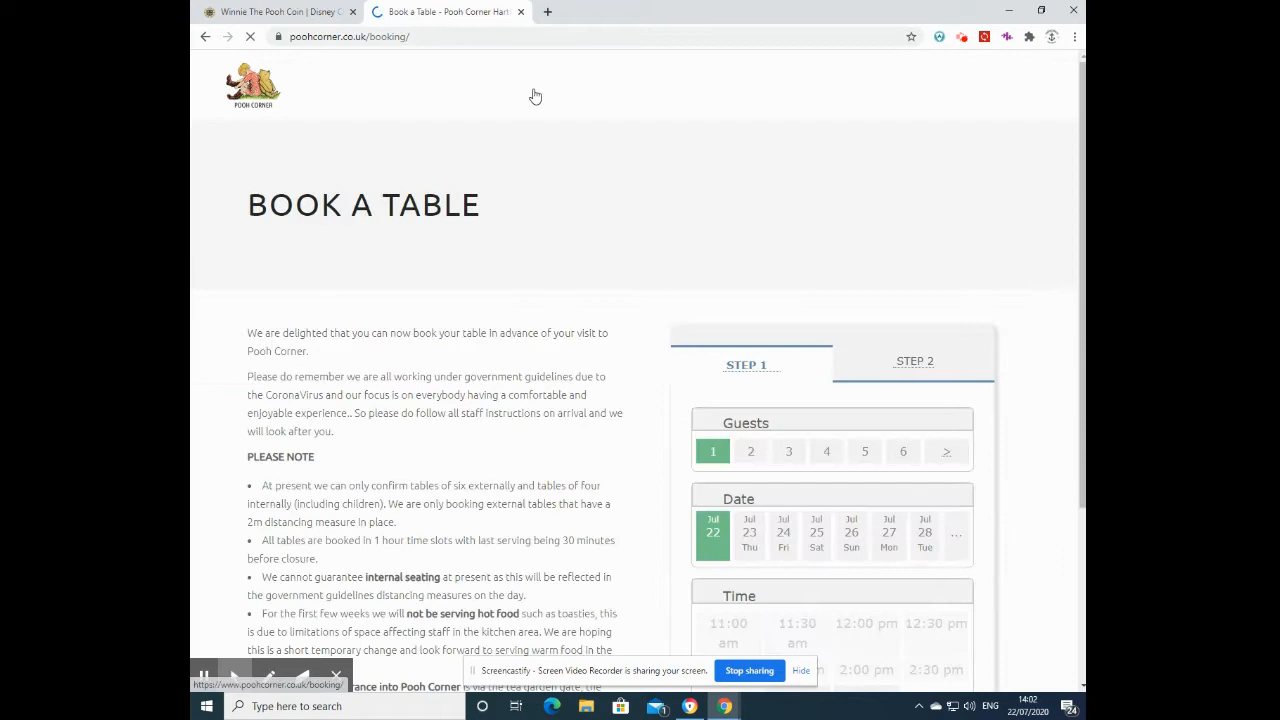 Winnie The Pooh Coin | Disney C
Book a Table - Pooh Corner Hart
poohcorner.co.uk/booking/
POOH CORNER
BOOK A TABLE
We are delighted that you can now book your table in advance of your visit to
Pooh Corner.
Please do remember we are all working under government guidelines due to
the CoronaVirus and our focus is on everybody having a comfortable and
enjoyable experience.. So please do follow all staff instructions on arrival and we
will look after you.
PLEASE NOTE
• At present we can only confirm tables of six externally and tables of four
internally (including children). We are only booking external tables that have a
2m distancing measure in place.
• All tables are booked in 1 hour time slots with last serving being 30 minutes
before closure.
• We cannot guarantee internal seating at present as this will be reflected in
the government guidelines distancing measures on the day.
• For the first few weeks we will not be serving hot food such as toasties, this
is due to limitations of space affecting staff in the kitchen area. We are hoping
this is a short temporary change and look forward to serving warm food in the
rance into Pooh Corner is via the tea garden gate, the
STEP 1
STEP 2
Guests
1 2 3 4 5 6 >
Date
Jul Jul Jul Jul Jul Jul Jul
22 23 24 25 26 27 28 ...
Thu Fri Sat Sun Mon Tue
Time
11:00 am 11:30 am 12:00 pm 12:30 pm
2:00 pm 2:30 pm
Screencastify - Screen Video Recorder is sharing your screen.
Stop sharing
Hide
https://www.poohcorner.co.uk/booking/
Type here to search
1
ENG
14:02
22/07/2020
24